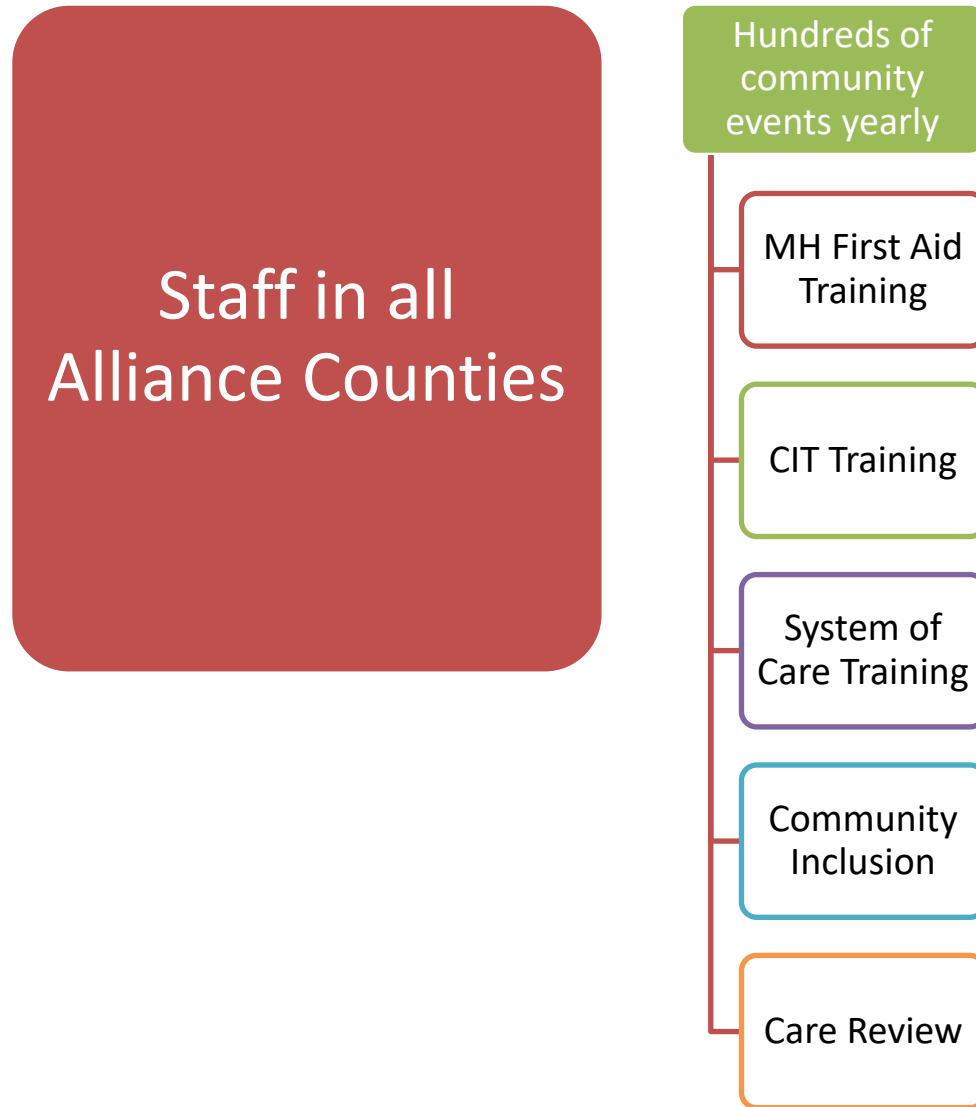 Staff in all
Alliance Counties
Hundreds of
community
events yearly
MH First Aid
Training
CIT Training
System of
Care Training
Community
Inclusion
Care Review